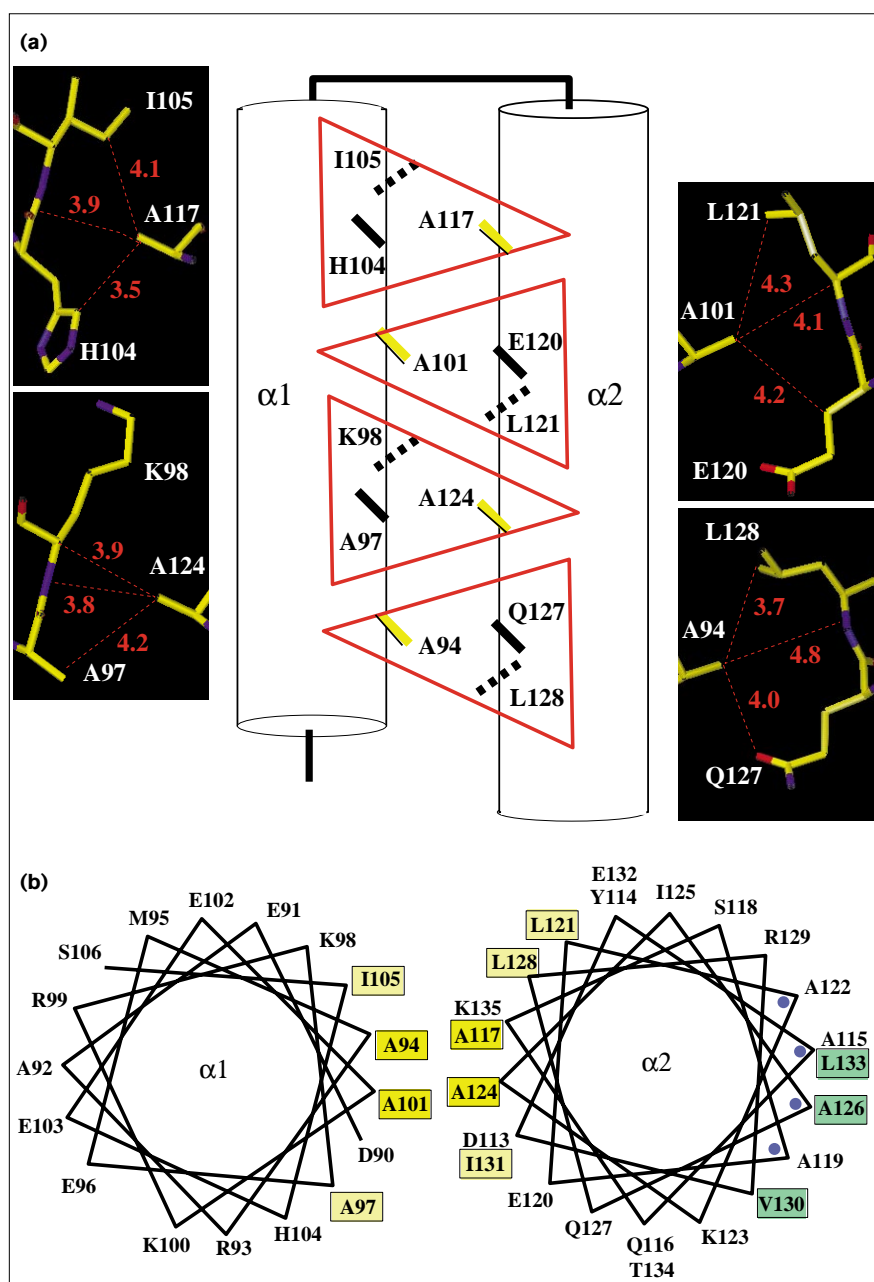 (a)
I105
4.1
3.9
A117
3.5
H104
K98
3.9
A124
3.8
4.2
A97
I105
A117
H104
E120
A101
α1
α2
L121
K98
A124
A97
Q127
A94
L128
L121
4.3
A101
4.1
4.2
E120
L128
3.7
A94
4.8
4.0
Q127
(b)
E102
E91
M95
K98
S106
I105
R99
A94
A92
α1
A101
E103
D90
E96
A97
H104
K100
R93
E132
Y114
I125
L121
S118
L128
R129
A122
K135
A117
A115
L133
α2
A124
A126
D113
I131
A119
E120
V130
Q127
K123
Q116
T134